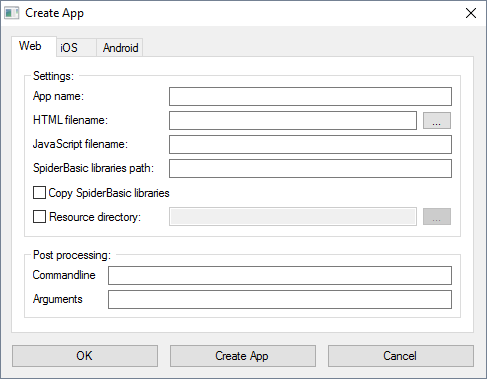 Create App
Web iOS Android
Settings:
App name:
HTML filename: ...
JavaScript filename:
SpiderBasic libraries path:
Copy SpiderBasic libraries
Resource directory: ...
Post processing:
Commandline
Arguments
OK Create App Cancel